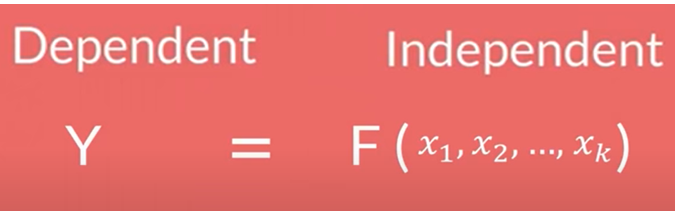 Dependent Independent
Y = F (x₁, x₂, ..., xₖ)